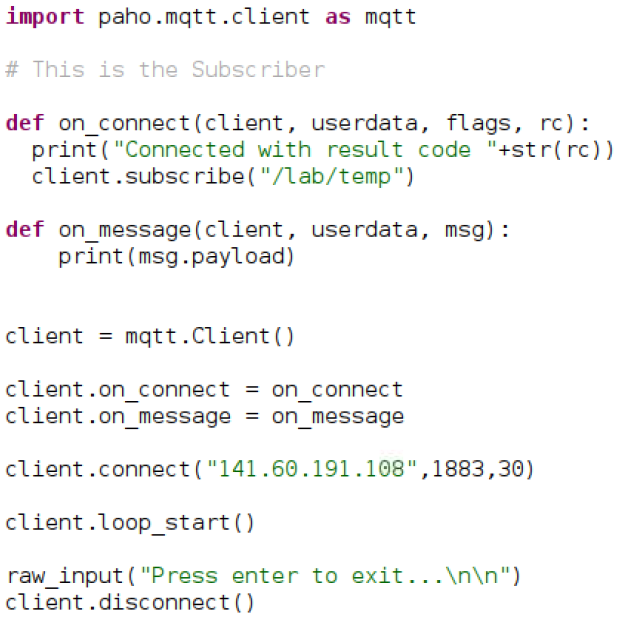 import paho.mqtt.client as mqtt
# This is the Subscriber
def on_connect(client, userdata, flags, rc):
  print("Connected with result code "+str(rc))
  client.subscribe("/lab/temp")
def on_message(client, userdata, msg):
    print(msg.payload)
client = mqtt.Client()
client.on_connect = on_connect
client.on_message = on_message
client.connect("141.60.191.108",1883,30)
client.loop_start()
raw_input("Press enter to exit...\n\n")
client.disconnect()